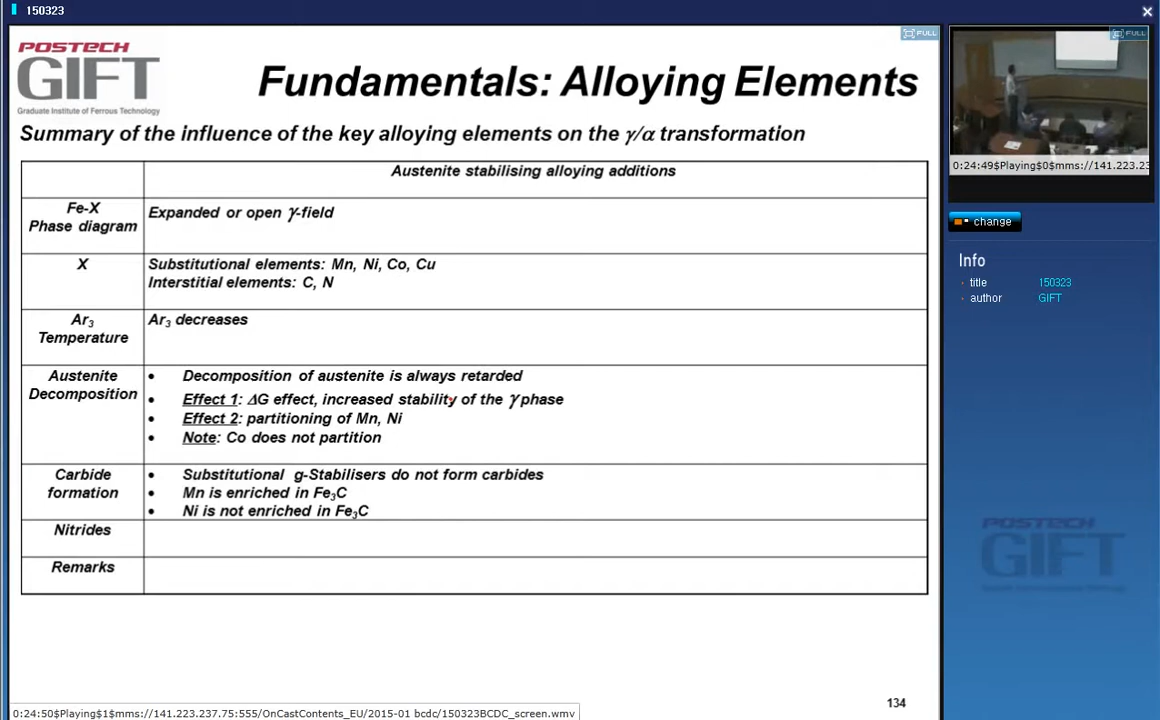 150323
POSTECH
GIFT
Graduate Institute of Ferrous Technology
FULL
Fundamentals: Alloying Elements
Summary of the influence of the key alloying elements on the γ/α transformation
Austenite stabilising alloying additions
Fe-X
Phase diagram
Expanded or open γ-field
X
Substitutional elements: Mn, Ni, Co, Cu
Interstitial elements: C, N
Ar₃
Temperature
Ar₃ decreases
Austenite
Decomposition
• Decomposition of austenite is always retarded
• Effect 1: ΔG effect, increased stability of the γ phase
• Effect 2: partitioning of Mn, Ni
• Note: Co does not partition
Carbide
formation
• Substitutional g-Stabilisers do not form carbides
• Mn is enriched in Fe₃C
• Ni is not enriched in Fe₃C
Nitrides
Remarks
134
0:24:50$Playing$1$mms://141.223.237.75:555/OnCastContents_EU/2015-01 bcdc/150323BCDC_screen.wmv
FULL
0:24:49$Playing$0$mms://141.223.23
change
Info
title 150323
author GIFT
POSTECH
GIFT